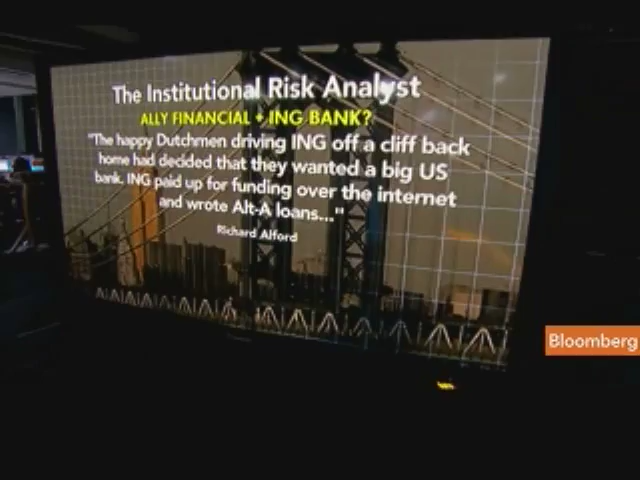 The Institutional Risk Analyst
ALLY FINANCIAL + ING BANK?
"The happy Dutchmen driving ING off a cliff back
home had decided that they wanted a big US
bank. ING paid up for funding over the internet
and wrote Alt-A loans..."
Richard Alford
Bloomberg